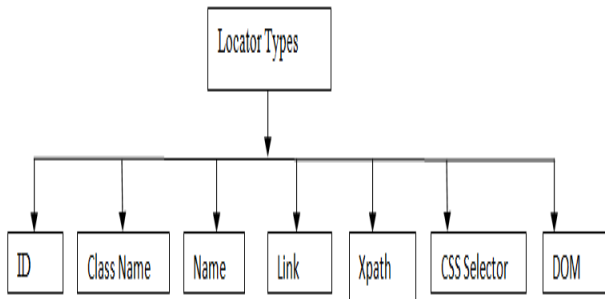 Locator Types
ID
Class Name
Name
Link
Xpath
CSS Selector
DOM